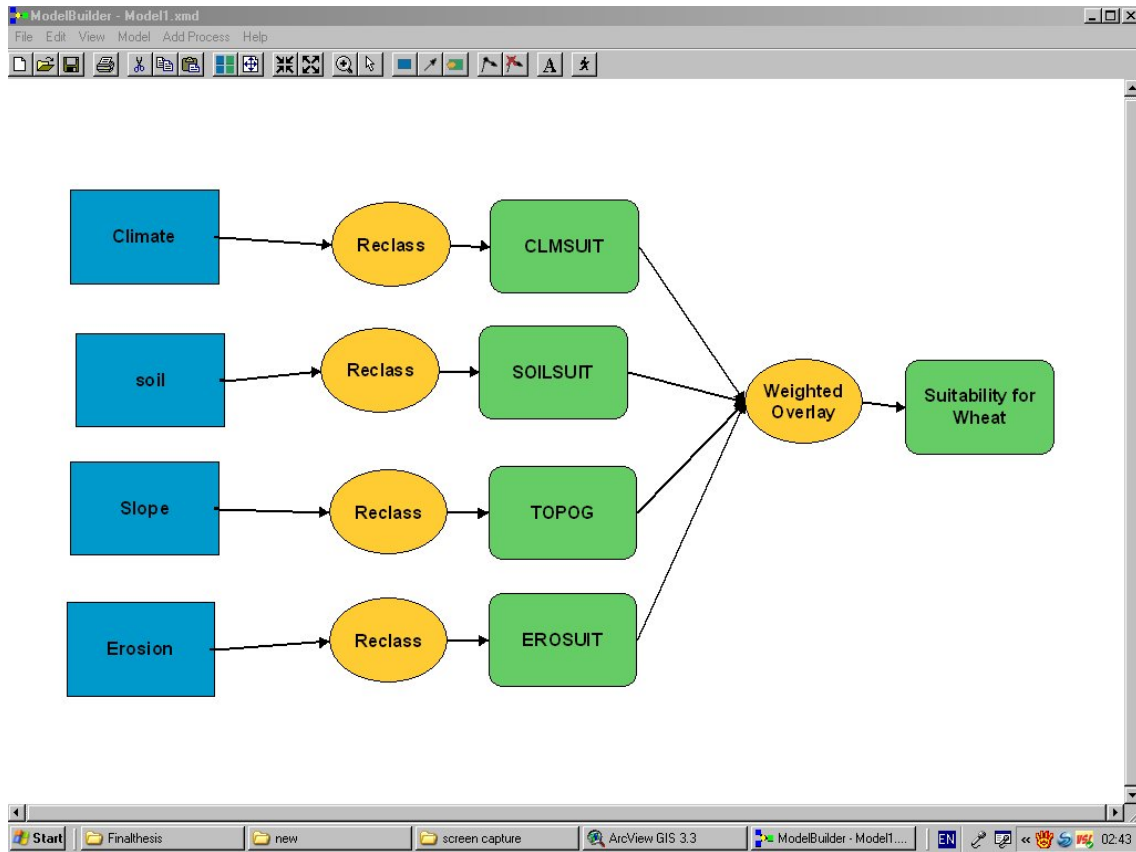 ModelBuilder - Model1.xmd
File Edit View Model Add Process Help
A
Climate
Reclass
CLMSUIT
soil
Reclass
SOILSUIT
Weighted
Overlay
Suitability for
Wheat
Slope
Reclass
TOPOG
Erosion
Reclass
EROSUIT
Start
Finalthesis
new
screen capture
ArcView GIS 3.3
ModelBuilder - Model1....
EN
«
02:43